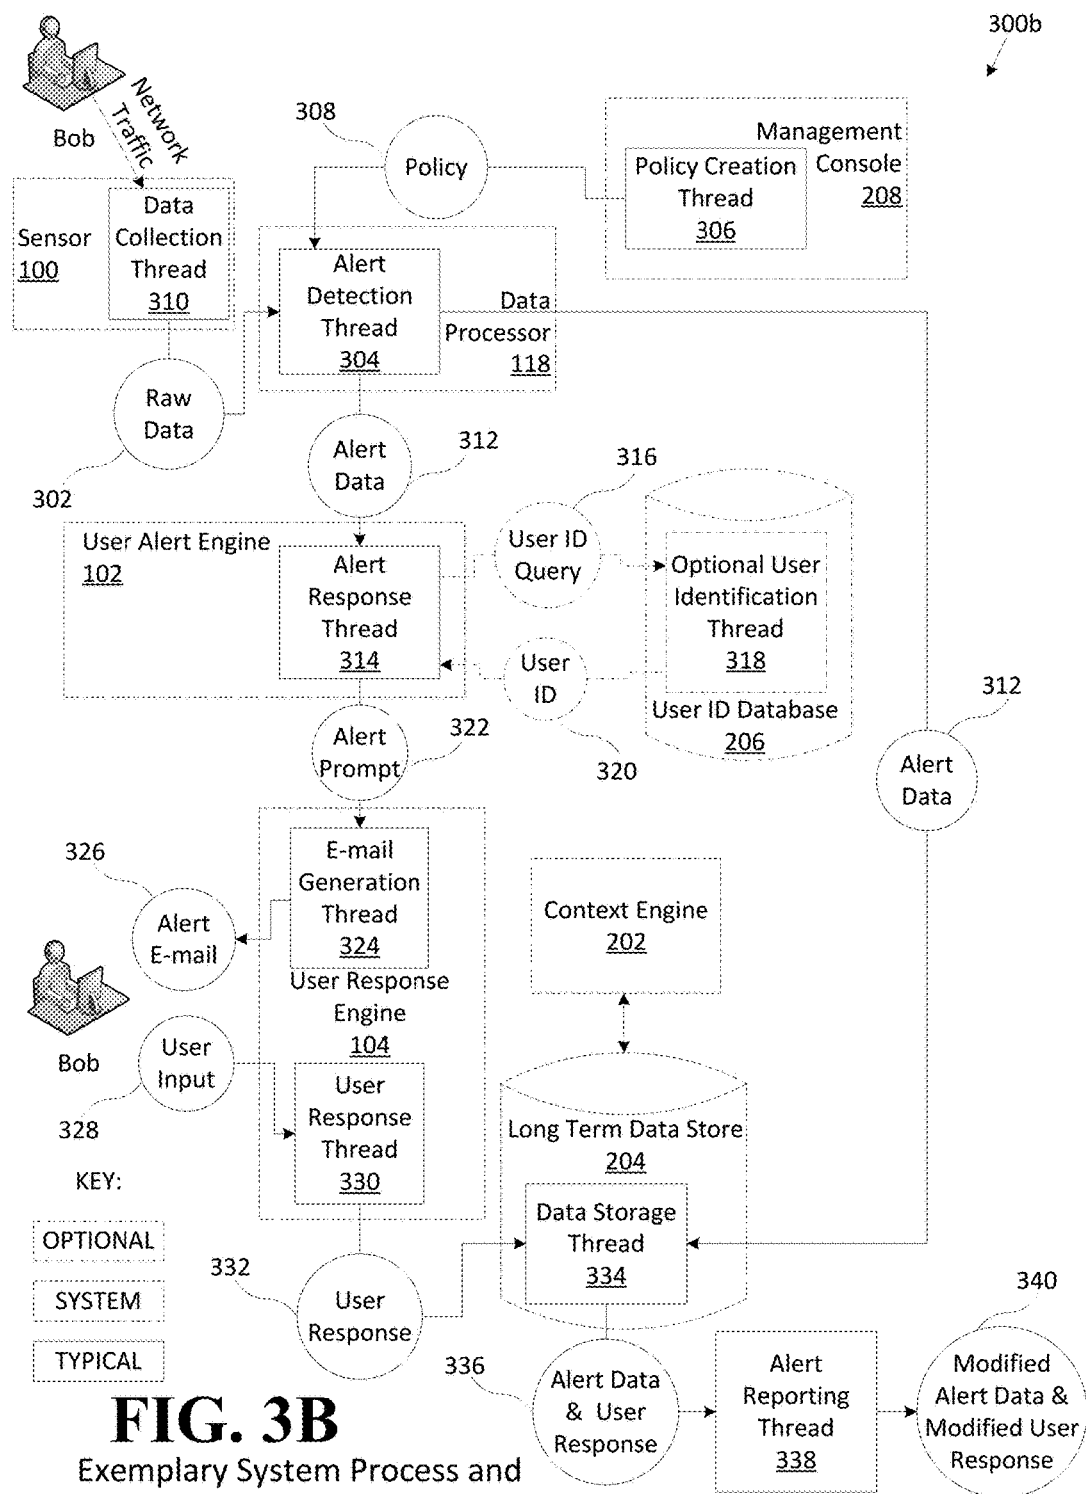 300b
Bob
Network
Traffic
308
Policy
Management
Console
208
Policy Creation
Thread
306
Sensor
100
Data
Collection
Thread
310
Alert
Detection
Thread
304
Data
Processor
118
Raw
Data
302
Alert
Data
312
316
User ID
Query
User Alert Engine
102
Alert
Response
Thread
314
Optional User
Identification
Thread
318
User ID
Database
206
User
ID
320
312
Alert
Data
Alert
Prompt
322
326
Alert
E-mail
E-mail
Generation
Thread
324
User Response
Engine
104
Context Engine
202
Bob
User
Input
328
User
Response
Thread
330
Long Term Data Store
204
Data Storage
Thread
334
KEY:
OPTIONAL
SYSTEM
TYPICAL
332
User
Response
336
Alert Data
& User
Response
Alert
Reporting
Thread
338
340
Modified
Alert Data &
Modified User
Response
FIG. 3B
Exemplary System Process and